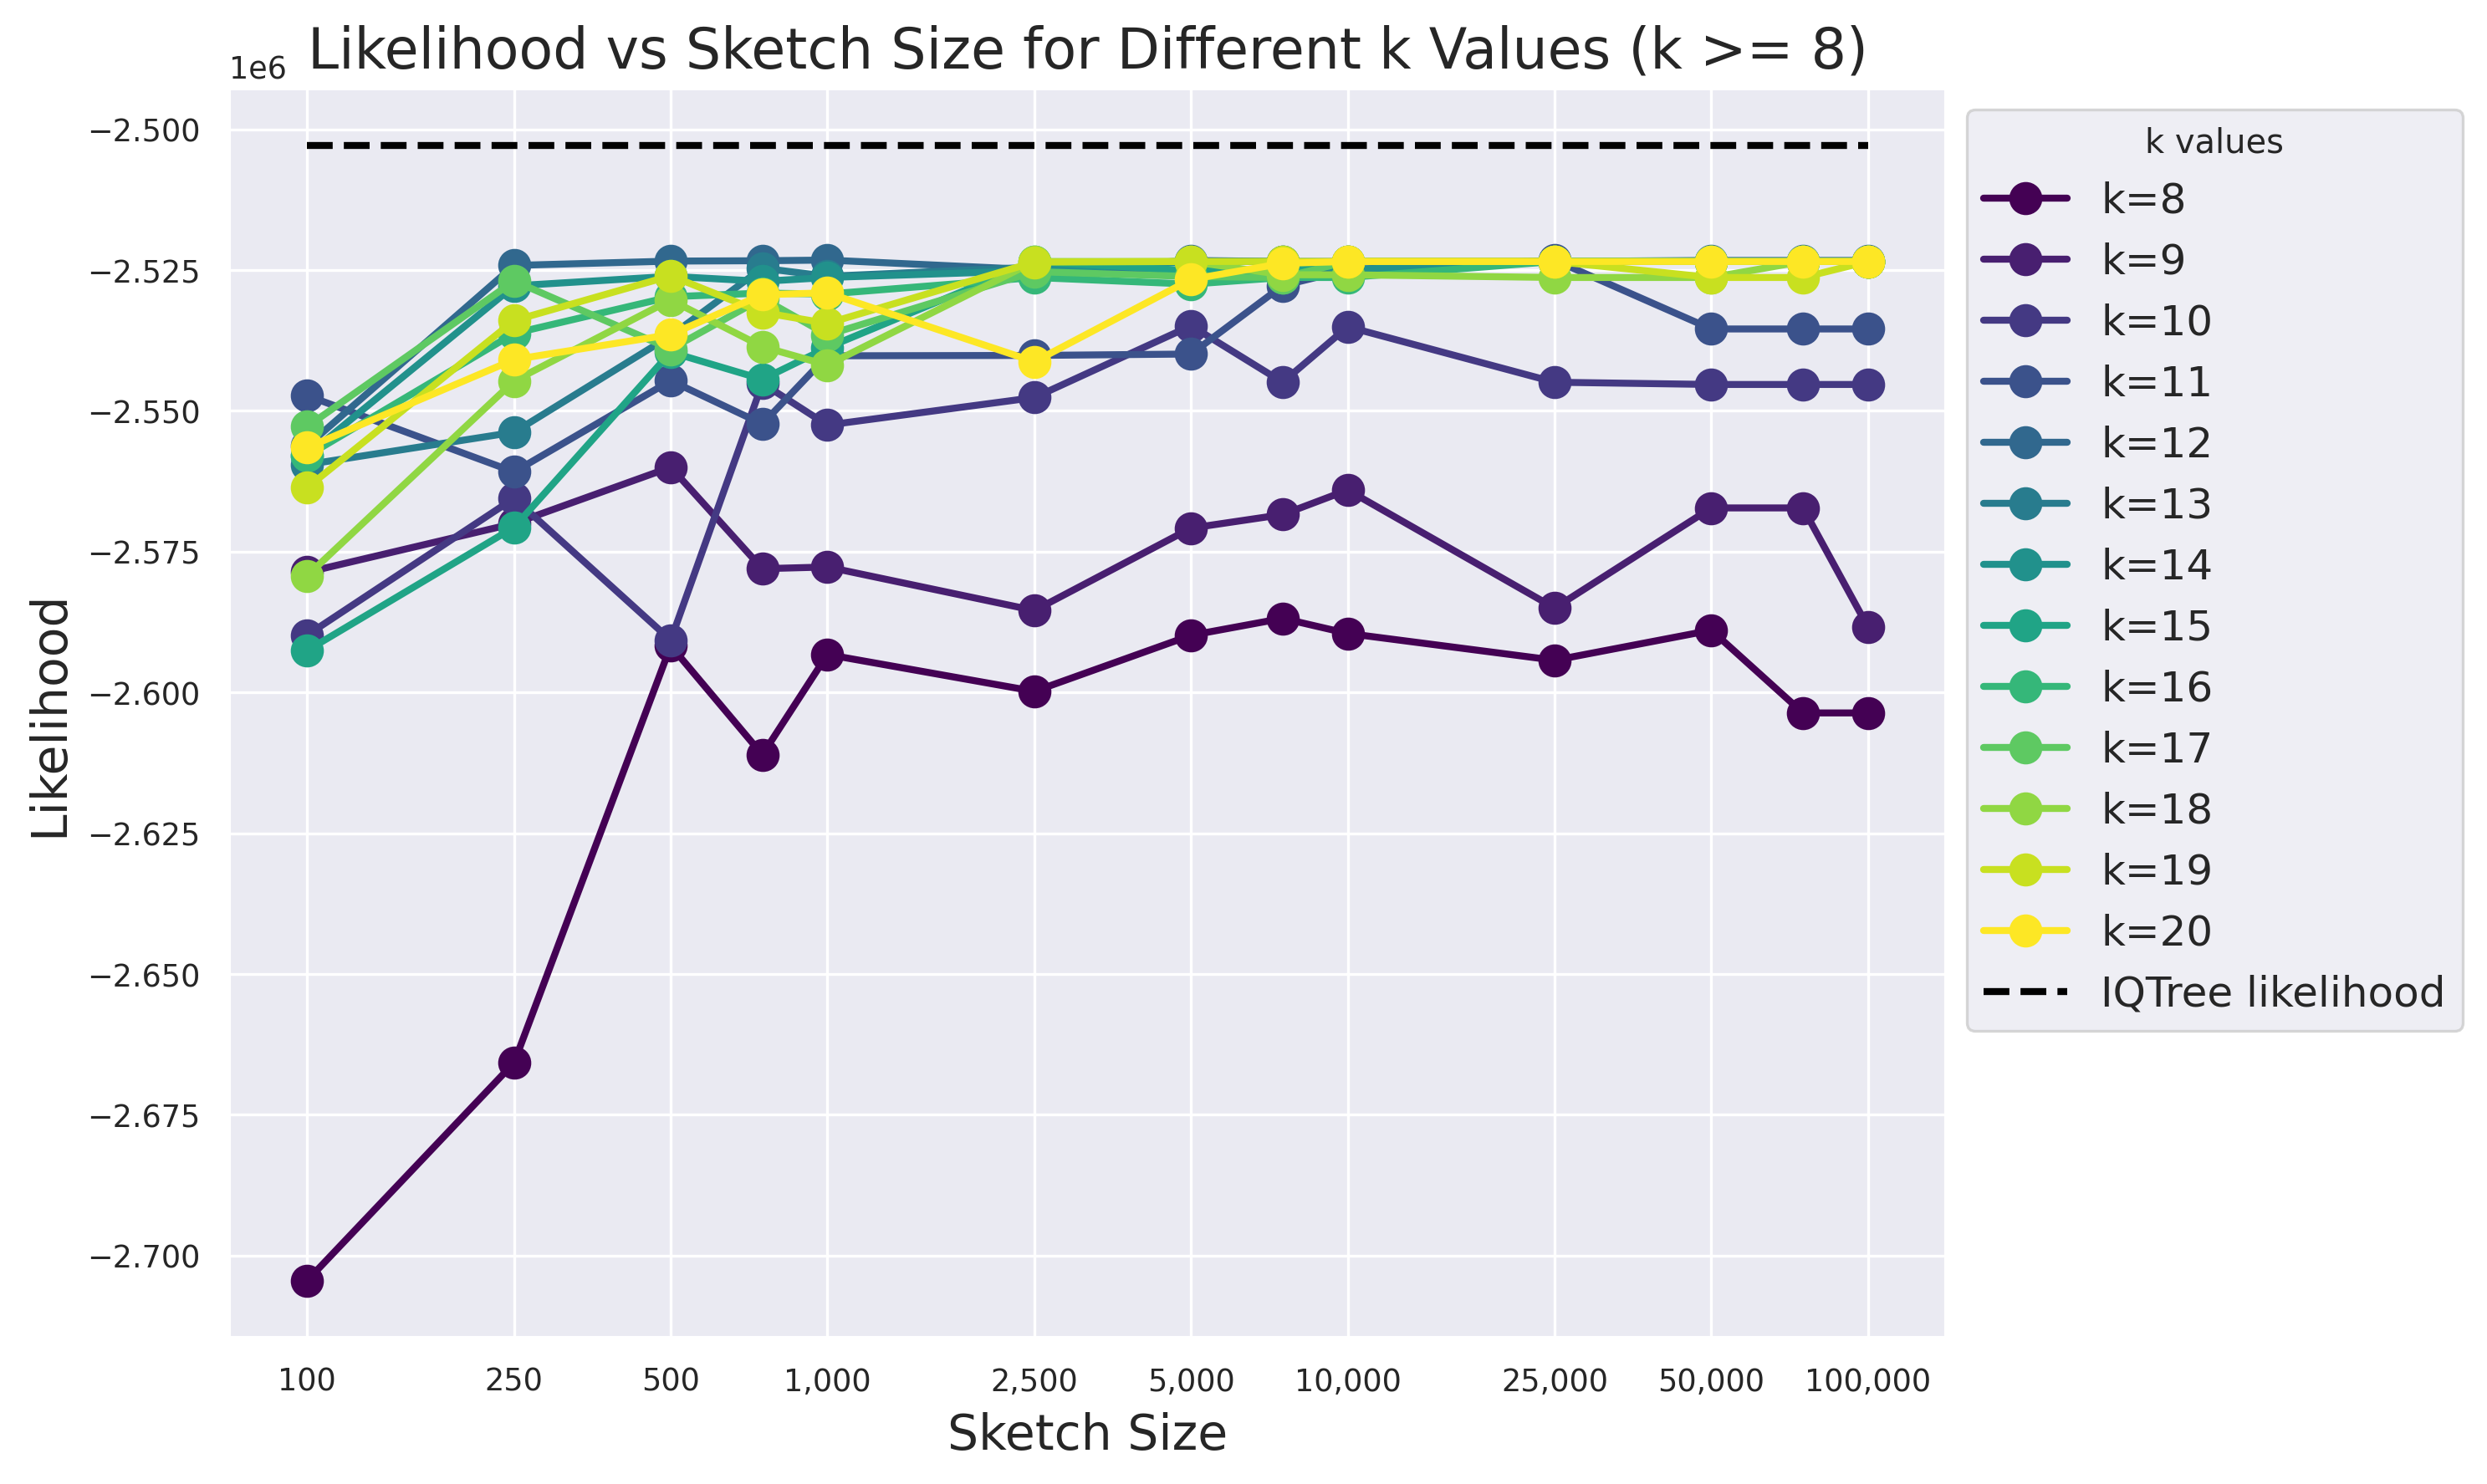 Likelihood vs Sketch Size for Different k Values (k >= 8)
1e6
−2.500
−2.525
−2.550
−2.575
−2.600
−2.625
−2.650
−2.675
−2.700
Likelihood
100
250
500
1,000
2,500
5,000
10,000
25,000
50,000
100,000
Sketch Size
k values
k=8
k=9
k=10
k=11
k=12
k=13
k=14
k=15
k=16
k=17
k=18
k=19
k=20
IQTree likelihood